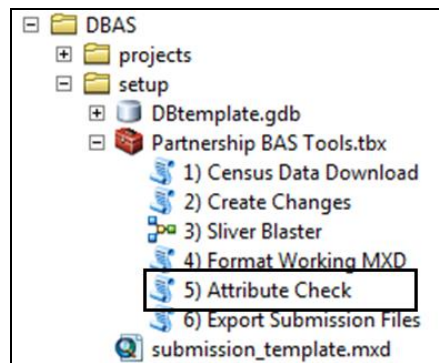 DBAS
projects
setup
DBtemplate.gdb
Partnership BAS Tools.tbx
1) Census Data Download
2) Create Changes
3) Sliver Blaster
4) Format Working MXD
5) Attribute Check
6) Export Submission Files
submission_template.mxd